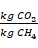 kg CO₂
kg CH₄